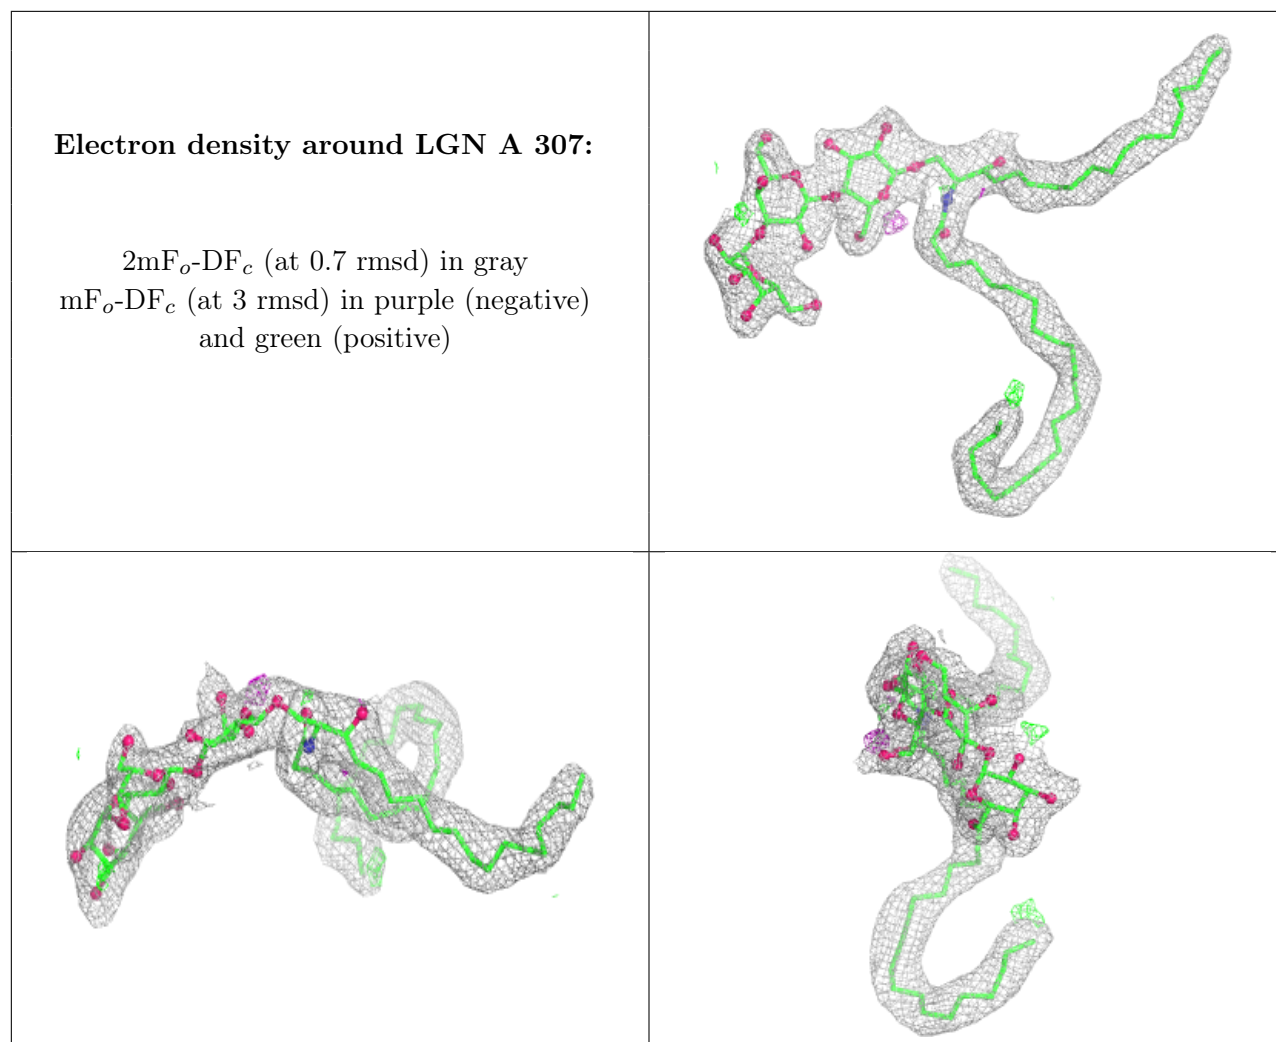 Electron density around LGN A 307:
2mFo-DFc (at 0.7 rmsd) in gray
mFo-DFc (at 3 rmsd) in purple (negative)
and green (positive)